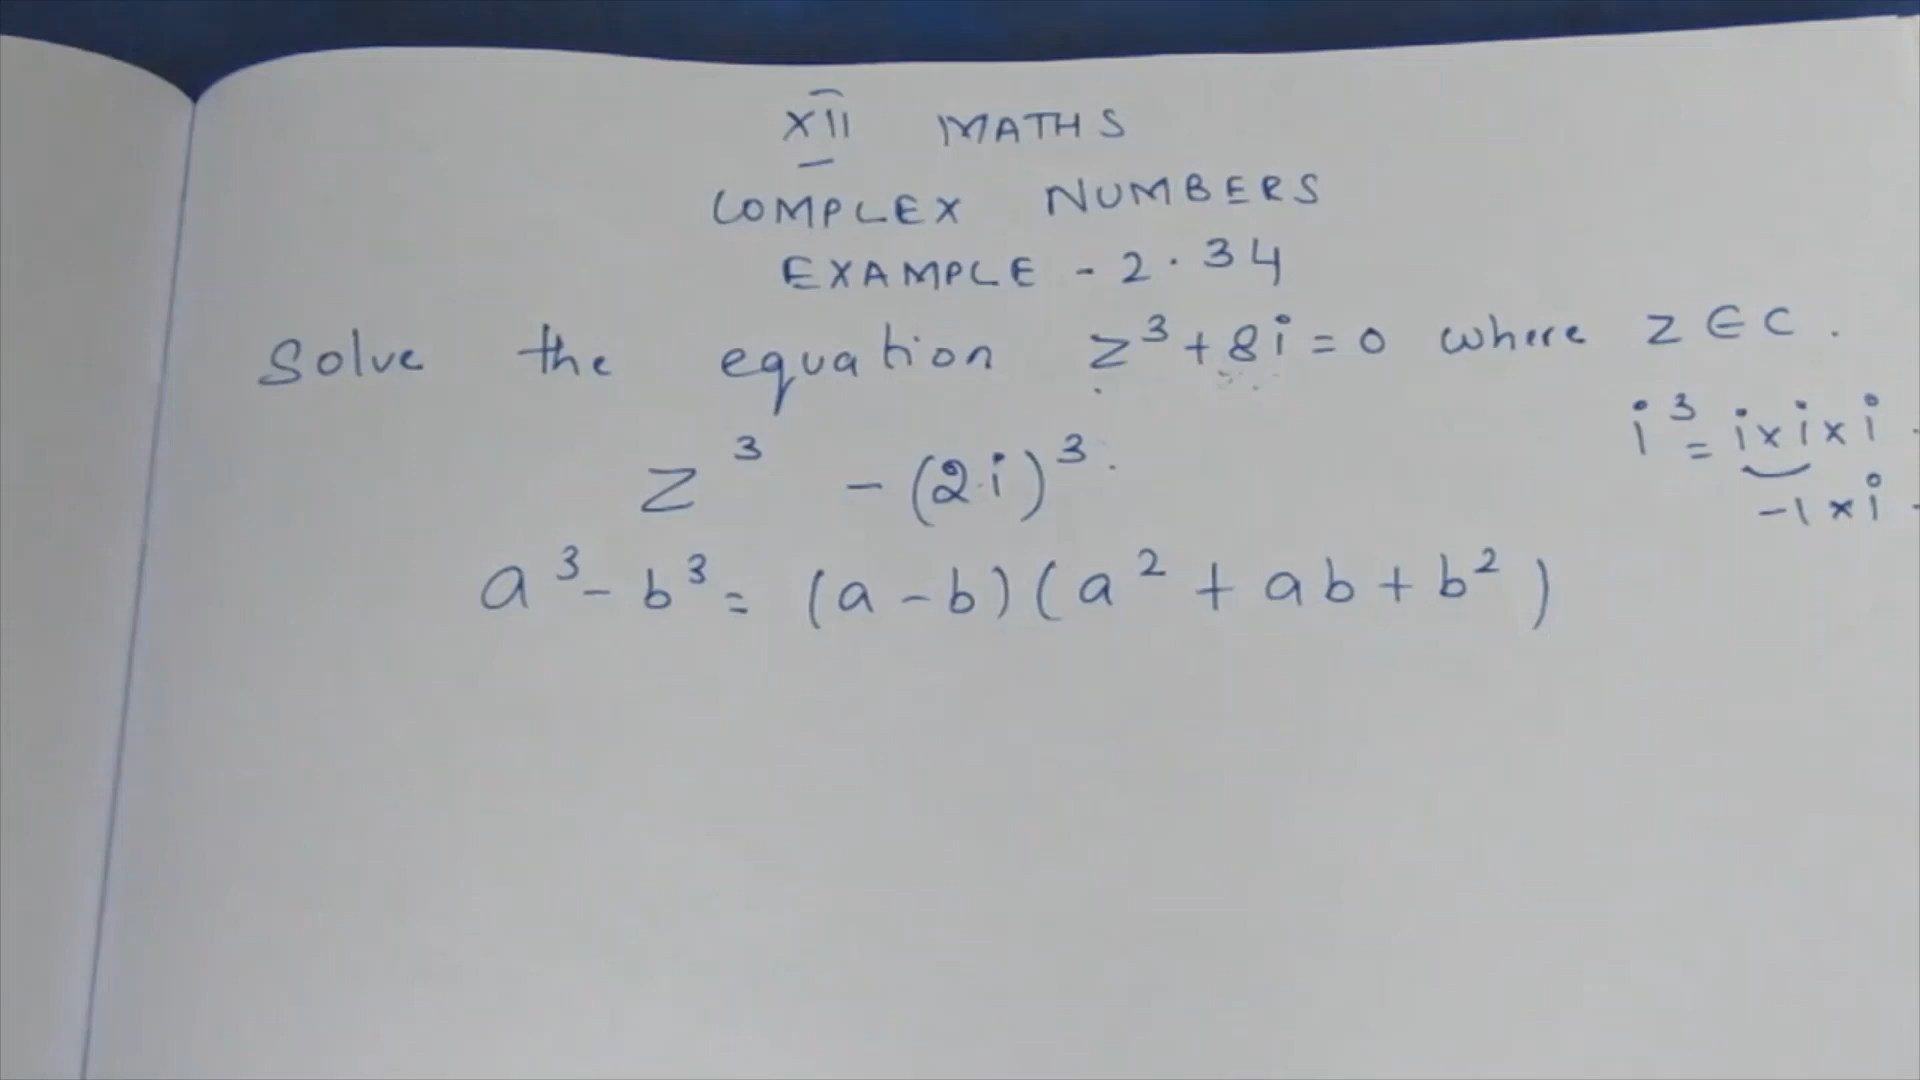 XII MATHS
COMPLEX NUMBERS
EXAMPLE - 2.34
Solve the equation z³ + 8i = 0 where z ∈ C.
i³ = i×i×i
-1×i
z³ - (2i)³
a³ - b³ = (a - b)(a² + ab + b²)